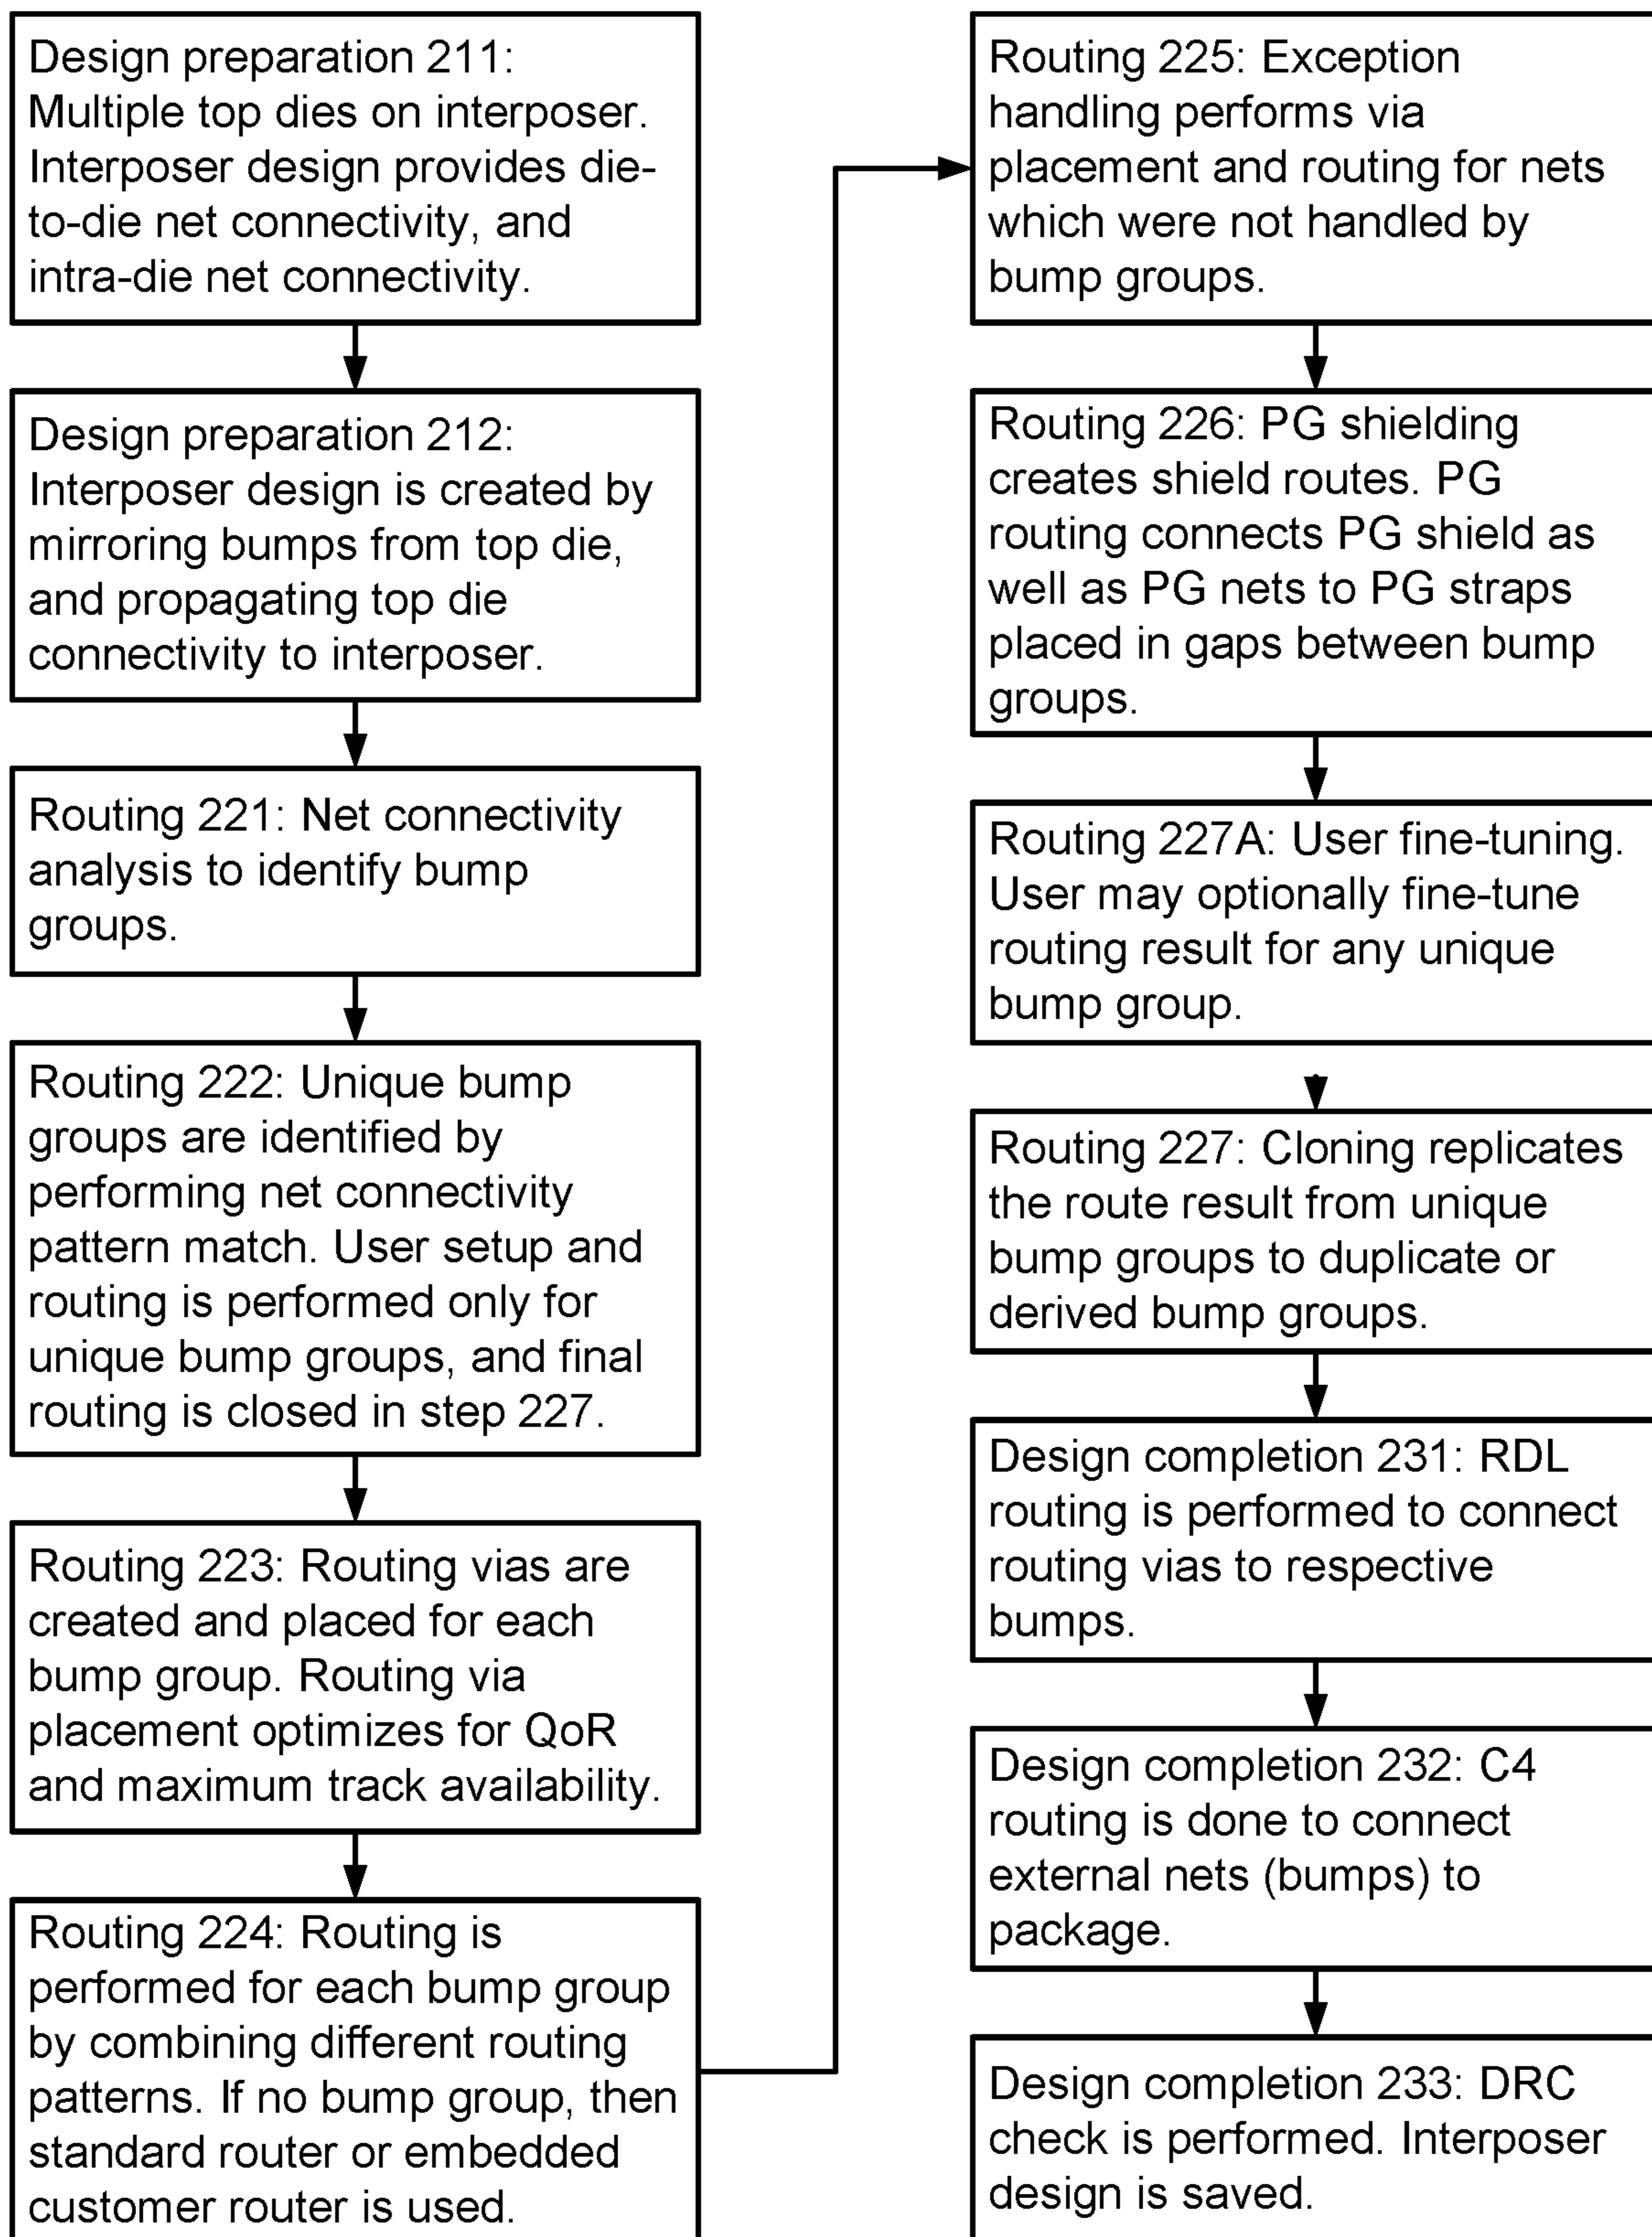 Design preparation 211:
Multiple top dies on interposer.
Interposer design provides die-
to-die net connectivity, and
intra-die net connectivity.
Design preparation 212:
Interposer design is created by
mirroring bumps from top die,
and propagating top die
connectivity to interposer.
Routing 221: Net connectivity
analysis to identify bump
groups.
Routing 222: Unique bump
groups are identified by
performing net connectivity
pattern match. User setup and
routing is performed only for
unique bump groups, and final
routing is closed in step 227.
Routing 223: Routing vias are
created and placed for each
bump group. Routing via
placement optimizes for QoR
and maximum track availability.
Routing 224: Routing is
performed for each bump group
by combining different routing
patterns. If no bump group, then
standard router or embedded
customer router is used.
Routing 225: Exception
handling performs via
placement and routing for nets
which were not handled by
bump groups.
Routing 226: PG shielding
creates shield routes. PG
routing connects PG shield as
well as PG nets to PG straps
placed in gaps between bump
groups.
Routing 227A: User fine-tuning.
User may optionally fine-tune
routing result for any unique
bump group.
Routing 227: Cloning replicates
the route result from unique
bump groups to duplicate or
derived bump groups.
Design completion 231: RDL
routing is performed to connect
routing vias to respective
bumps.
Design completion 232: C4
routing is done to connect
external nets (bumps) to
package.
Design completion 233: DRC
check is performed. Interposer
design is saved.